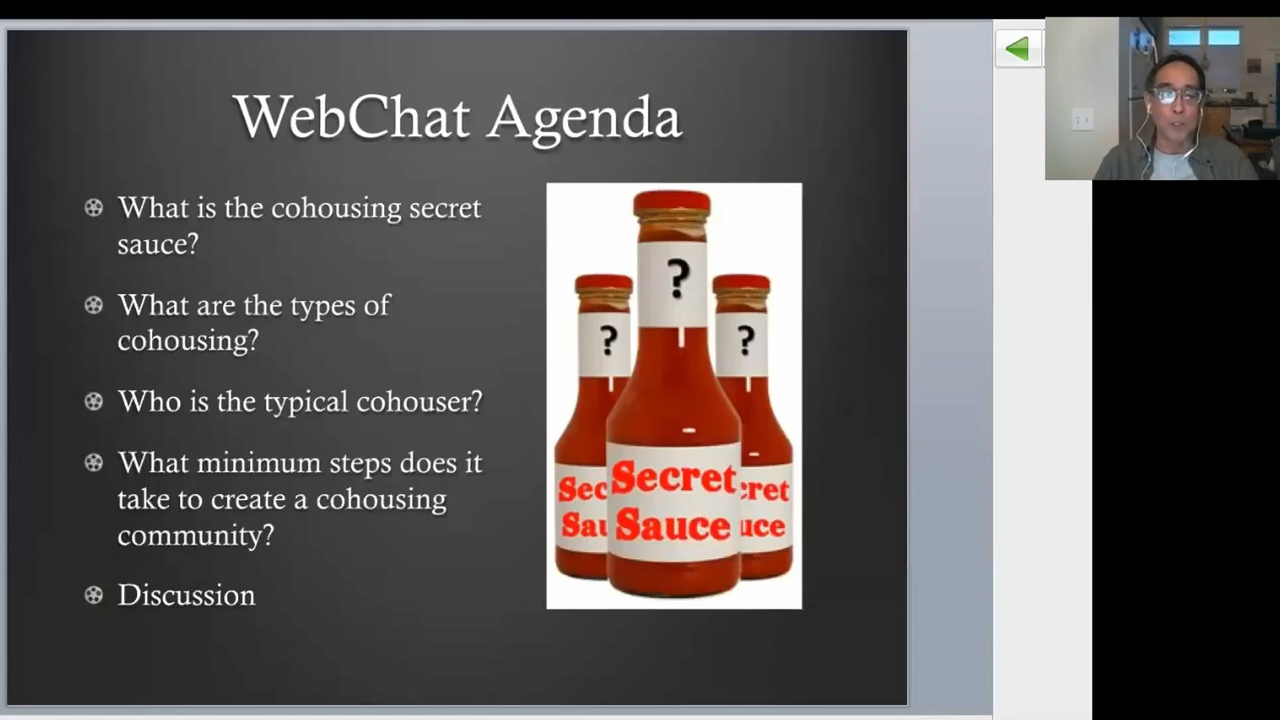 WebChat Agenda
What is the cohousing secret
sauce?
What are the types of
cohousing?
Who is the typical cohouser?
What minimum steps does it
take to create a cohousing
community?
Discussion
?
?
?
Secret
Sauce
Sec
Sau
cret
uce